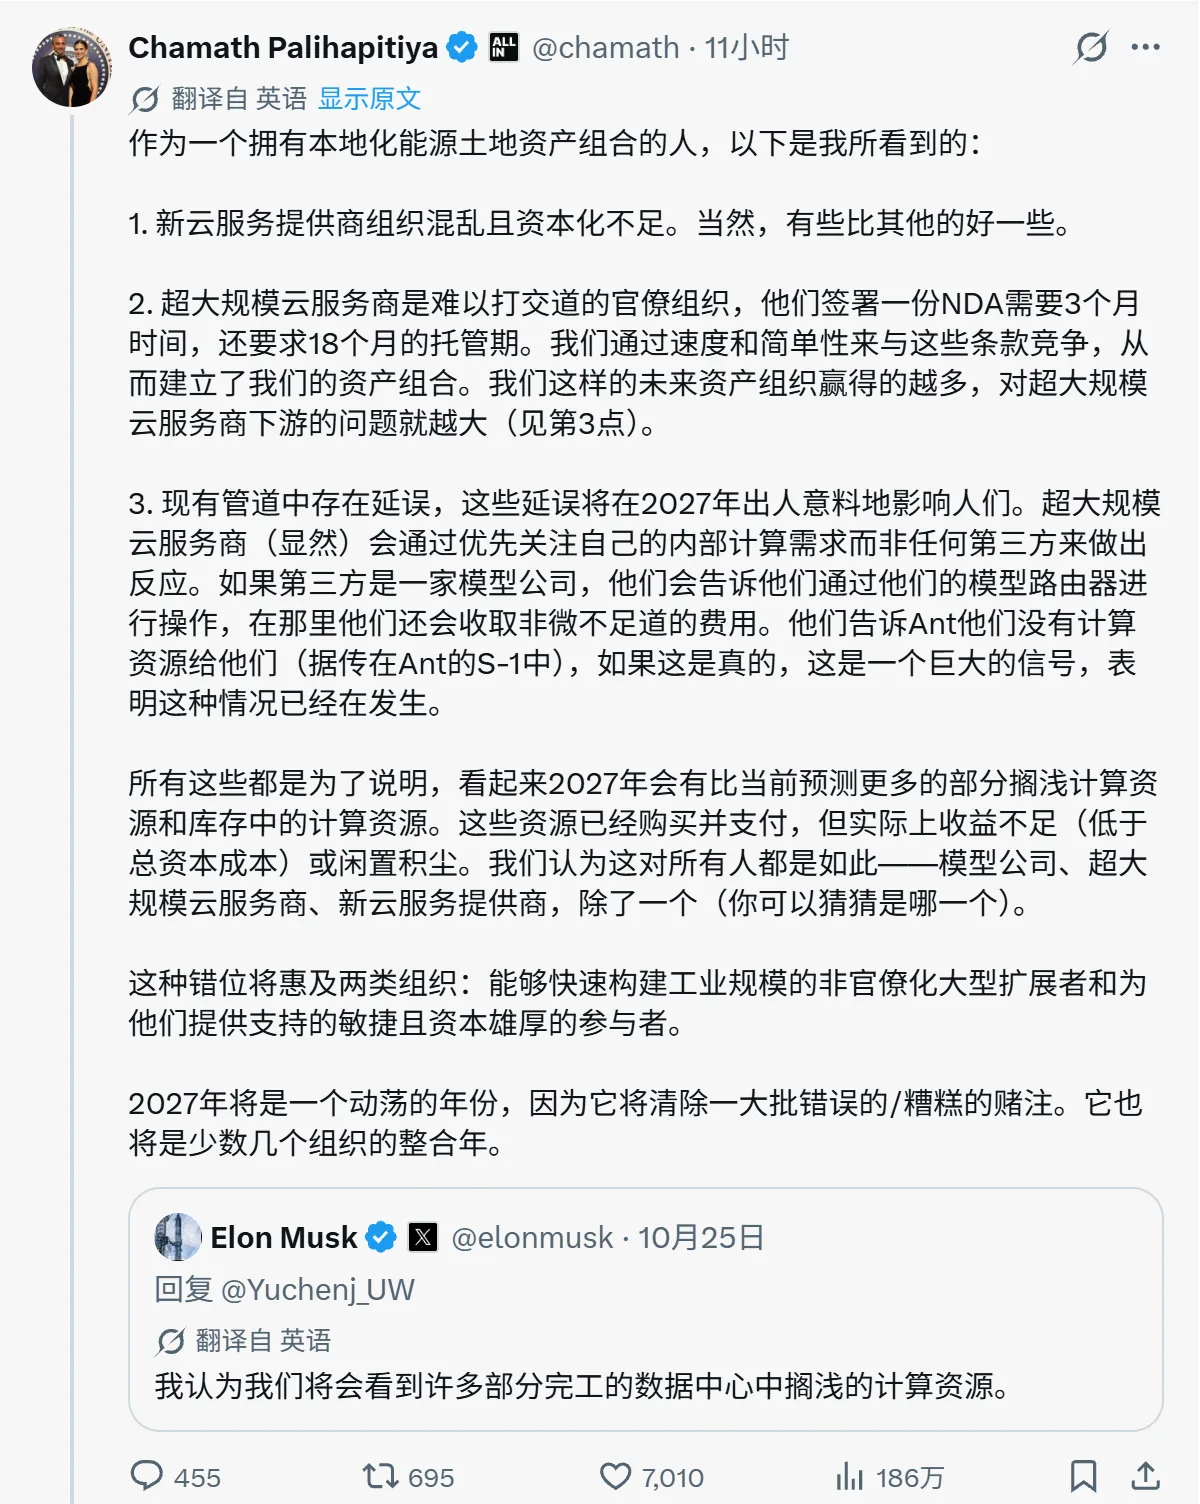 Chamath Palihapitiya ALL IN @chamath · 11小时
翻译自 英语 显示原文
作为一个拥有本地化能源土地资产组合的人，以下是我所看到的：
1. 新云服务提供商组织混乱且资本化不足。当然，有些比其他的好一些。
2. 超大规模云服务商是难以打交道的官僚组织，他们签署一份NDA需要3个月
时间，还要求18个月的托管期。我们通过速度和简单性来与这些条款竞争，从
而建立了我们的资产组合。我们这样的未来资产组织赢得的越多，对超大规模
云服务商下游的问题就越大（见第3点）。
3. 现有管道中存在延误，这些延误将在2027年出人意料地影响人们。超大规模
云服务商（显然）会通过优先关注自己的内部计算需求而非任何第三方来做出
反应。如果第三方是一家模型公司，他们会告诉他们通过他们的模型路由器进
行操作，在那里他们还会收取非微不足道的费用。他们告诉Ant他们没有计算
资源给他们（据传在Ant的S-1中），如果这是真的，这是一个巨大的信号，表
明这种情况已经在发生。
所有这些都是为了说明，看起来2027年会有比当前预测更多的部分搁浅计算资
源和库存中的计算资源。这些资源已经购买并支付，但实际上收益不足（低于
总资本成本）或闲置积尘。我们认为这对所有人都是如此——模型公司、超大
规模云服务商、新云服务提供商，除了一个（你可以猜猜是哪一个）。
这种错位将惠及两类组织：能够快速构建工业规模的非官僚化大型扩展者和为
他们提供支持的敏捷且资本雄厚的参与者。
2027年将是一个动荡的年份，因为它将清除一大批错误的/糟糕的赌注。它也
将是少数几个组织的整合年。
Elon Musk X @elonmusk · 10月25日
回复 @Yuchenj_UW
翻译自 英语
我认为我们将会看到许多部分完工的数据中心中搁浅的计算资源。
455 695 7,010 186万